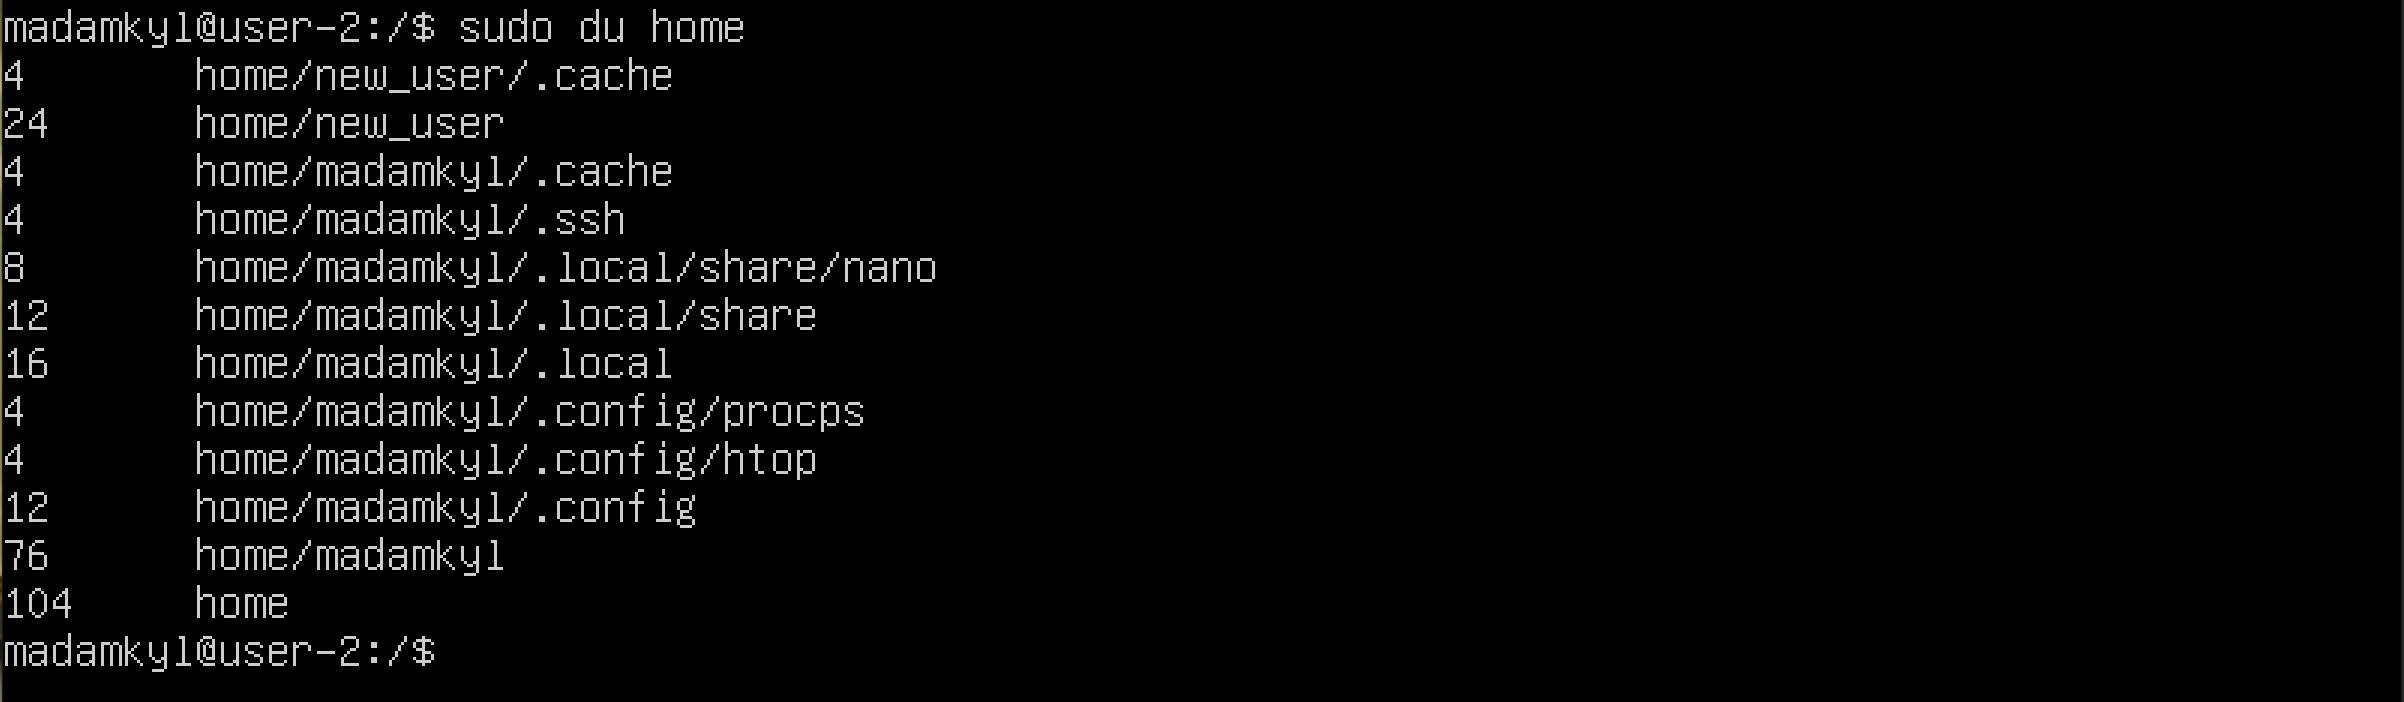 madamkyl@user-2:/$ sudo du home
4       home/new_user/.cache
24      home/new_user
4       home/madamkyl/.cache
4       home/madamkyl/.ssh
8       home/madamkyl/.local/share/nano
12      home/madamkyl/.local/share
16      home/madamkyl/.local
4       home/madamkyl/.config/procps
4       home/madamkyl/.config/htop
12      home/madamkyl/.config
76      home/madamkyl
104     home
madamkyl@user-2:/$